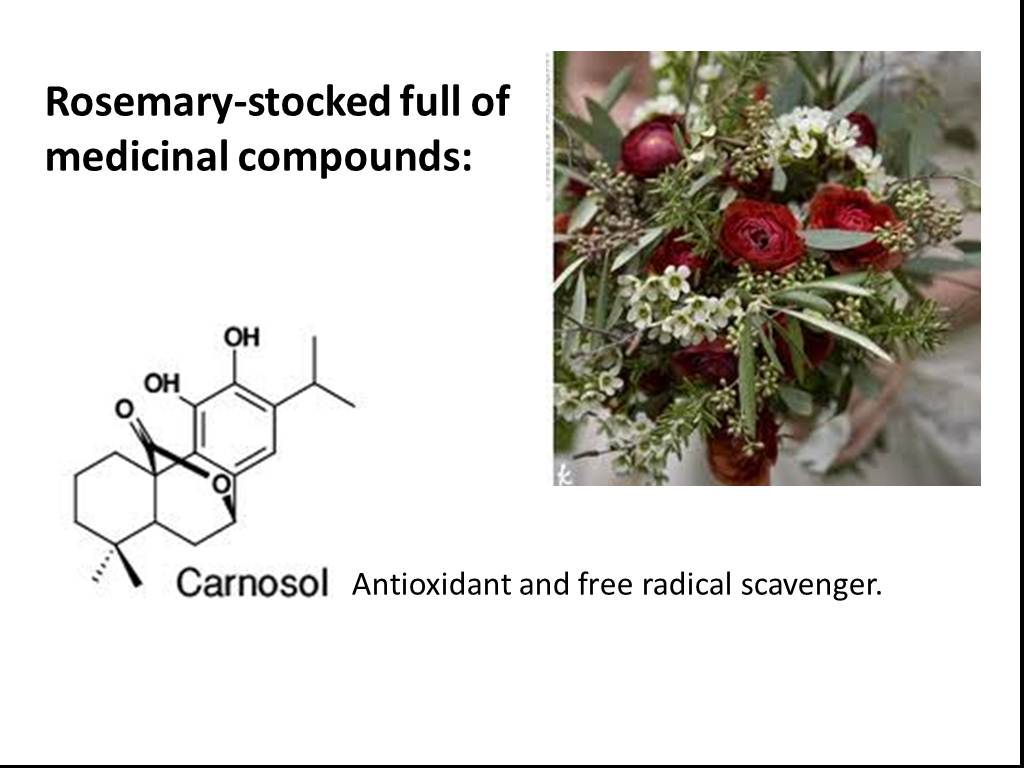 Rosemary-stocked full of
medicinal compounds:
OH
OH
O
O
Carnosol Antioxidant and free radical scavenger.